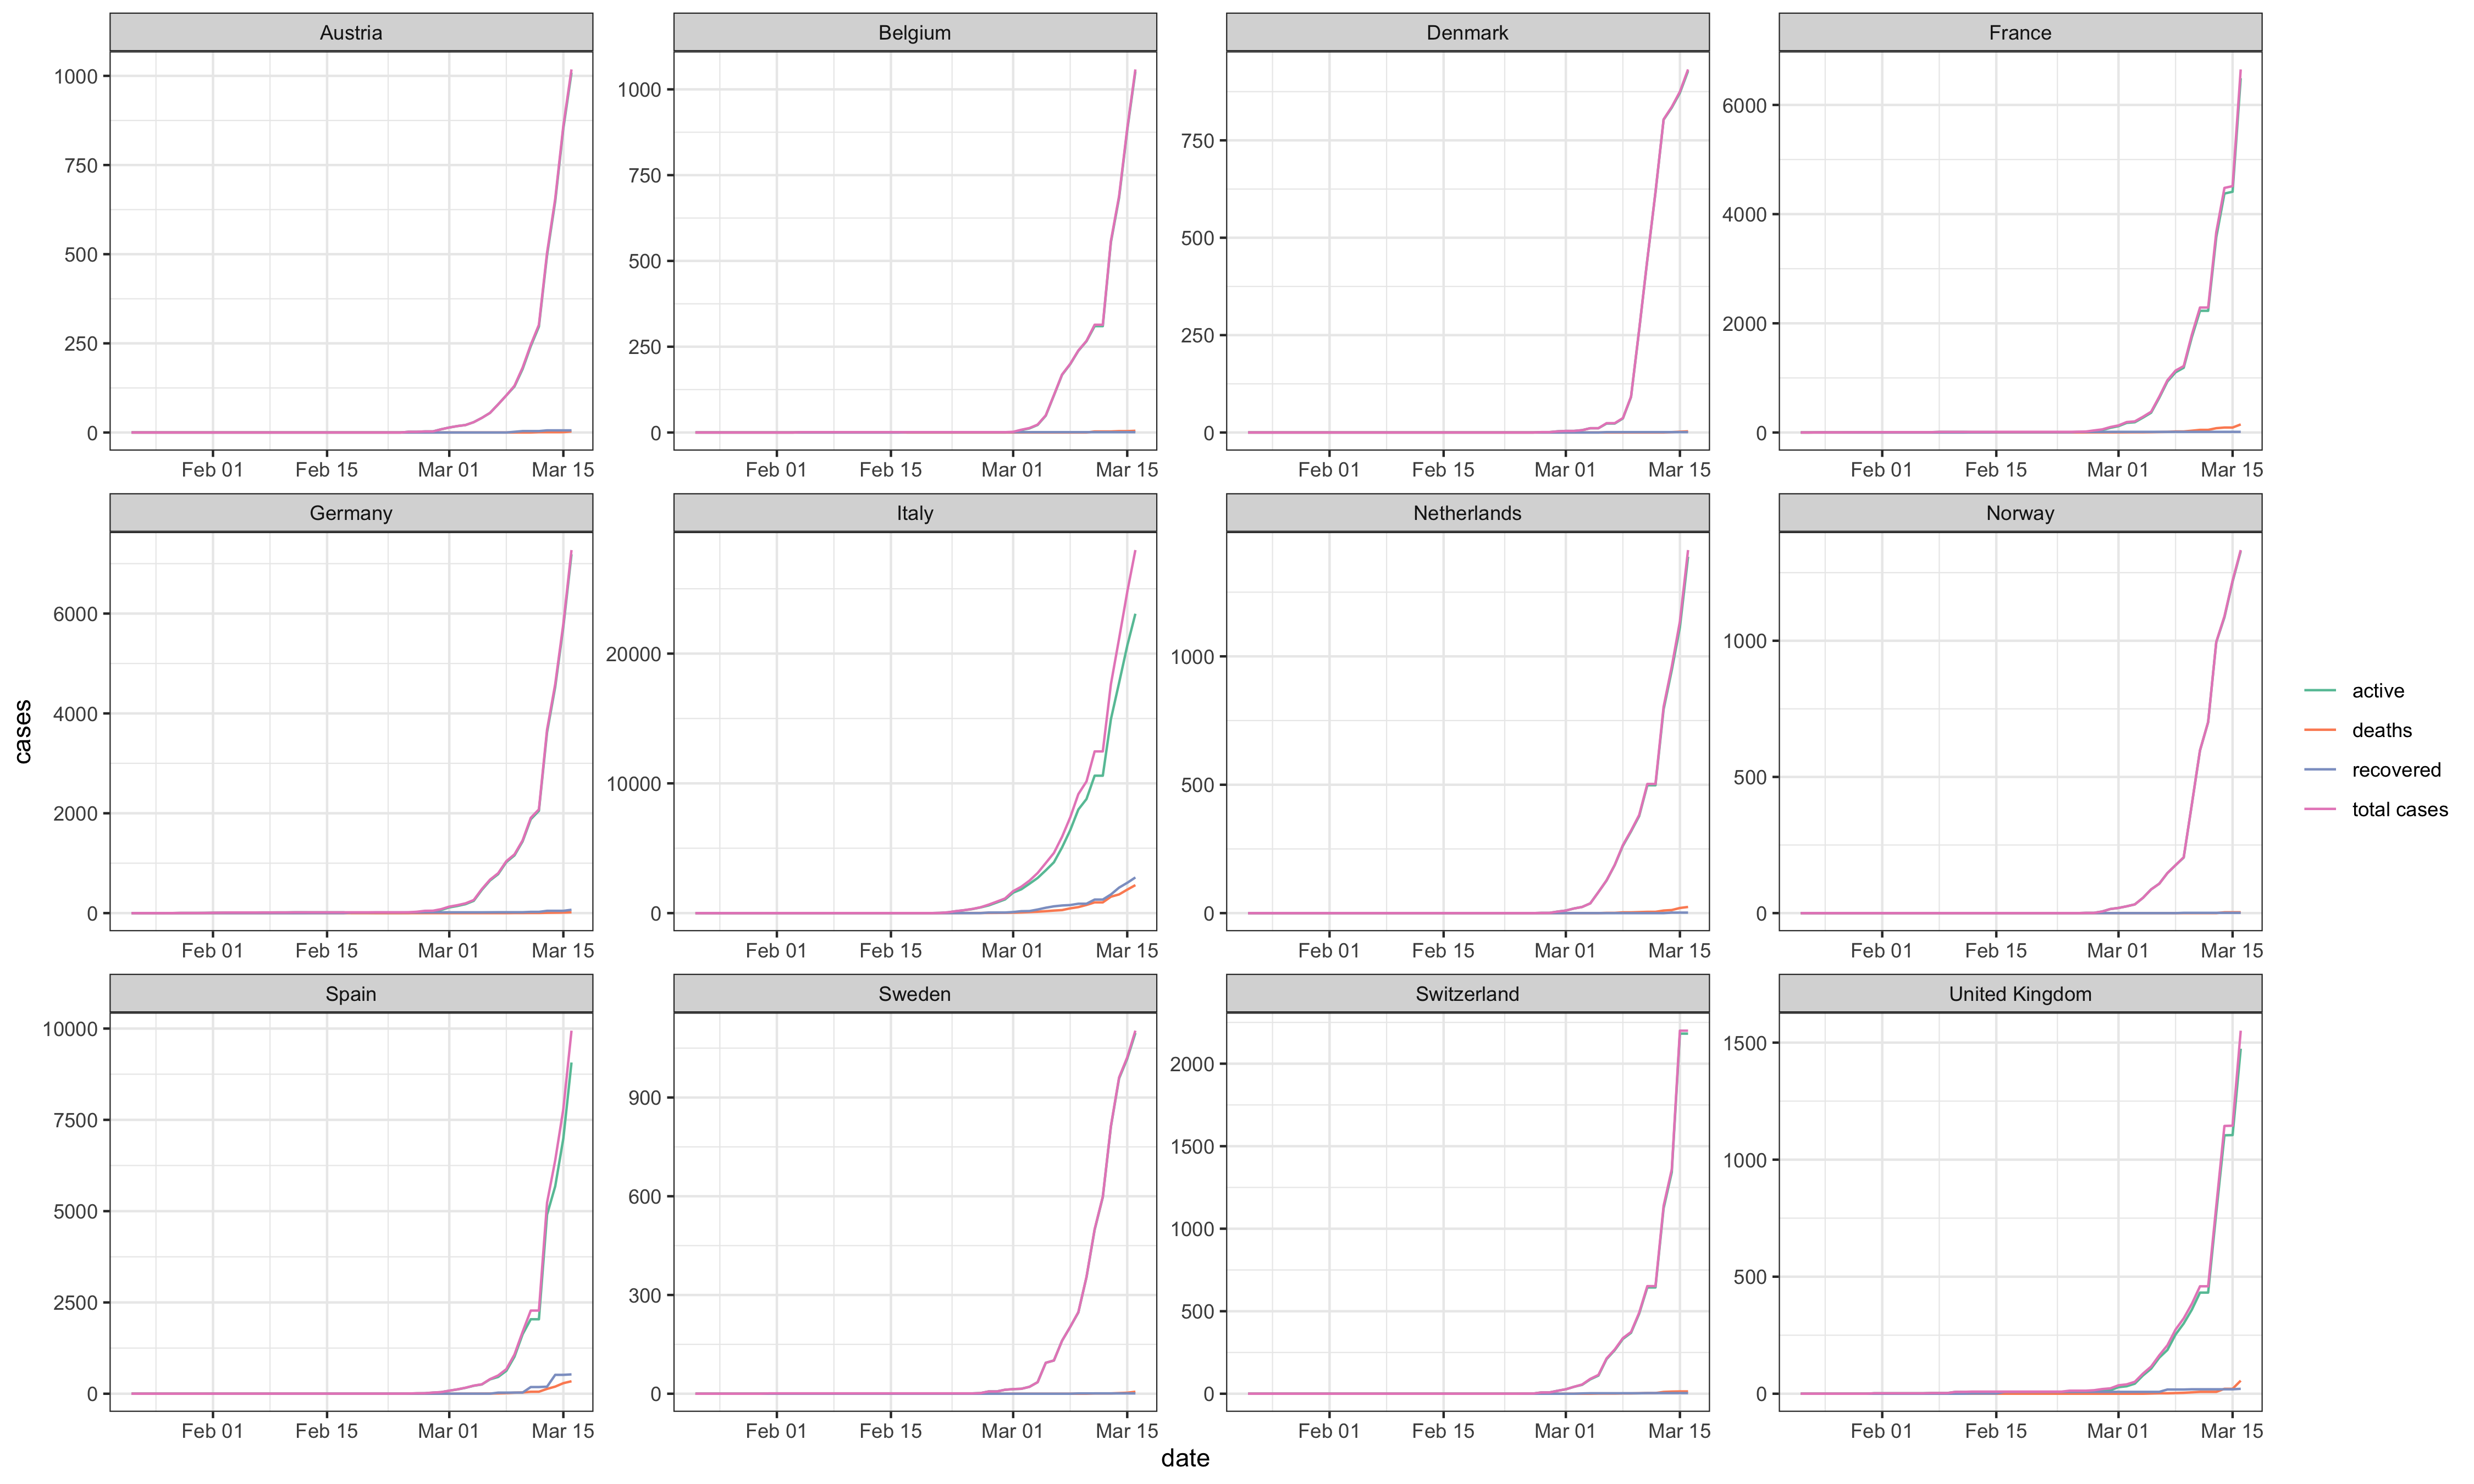 Austria
Belgium
Denmark
France
1000
750
500
250
0
Feb 01 Feb 15 Mar 01 Mar 15
1000
750
500
250
0
Feb 01 Feb 15 Mar 01 Mar 15
750
500
250
0
Feb 01 Feb 15 Mar 01 Mar 15
6000
4000
2000
0
Feb 01 Feb 15 Mar 01 Mar 15
Germany
Italy
Netherlands
Norway
6000
4000
2000
0
Feb 01 Feb 15 Mar 01 Mar 15
20000
10000
0
Feb 01 Feb 15 Mar 01 Mar 15
1000
500
0
Feb 01 Feb 15 Mar 01 Mar 15
1000
500
0
Feb 01 Feb 15 Mar 01 Mar 15
Spain
Sweden
Switzerland
United Kingdom
10000
7500
5000
2500
0
Feb 01 Feb 15 Mar 01 Mar 15
900
600
300
0
Feb 01 Feb 15 Mar 01 Mar 15
2000
1500
1000
500
0
Feb 01 Feb 15 Mar 01 Mar 15
1500
1000
500
0
Feb 01 Feb 15 Mar 01 Mar 15
cases
date
active
deaths
recovered
total cases